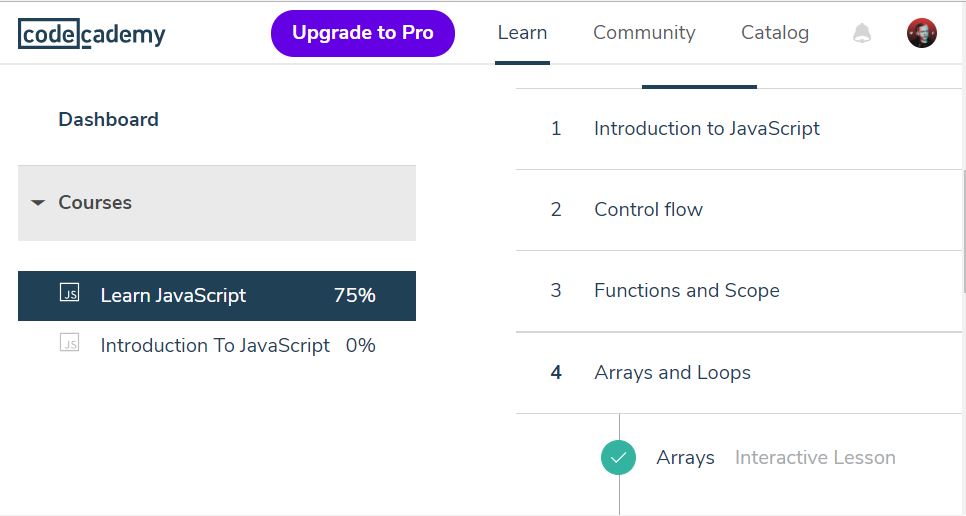 codecademy
Upgrade to Pro
Learn
Community
Catalog
Dashboard
Courses
JS Learn JavaScript 75%
JS Introduction To JavaScript 0%
1 Introduction to JavaScript
2 Control flow
3 Functions and Scope
4 Arrays and Loops
Arrays Interactive Lesson